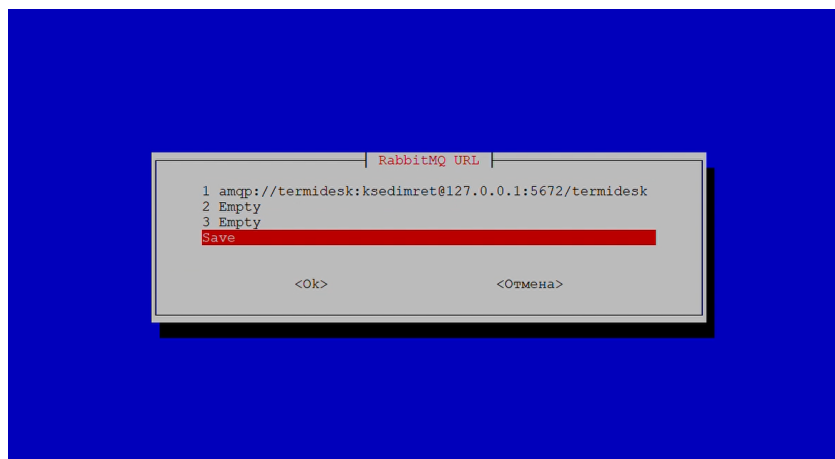 RabbitMQ URL
1 amqp://termidesk:ksedimret@127.0.0.1:5672/termidesk
2 Empty
3 Empty
Save
<Ok> <Отмена>